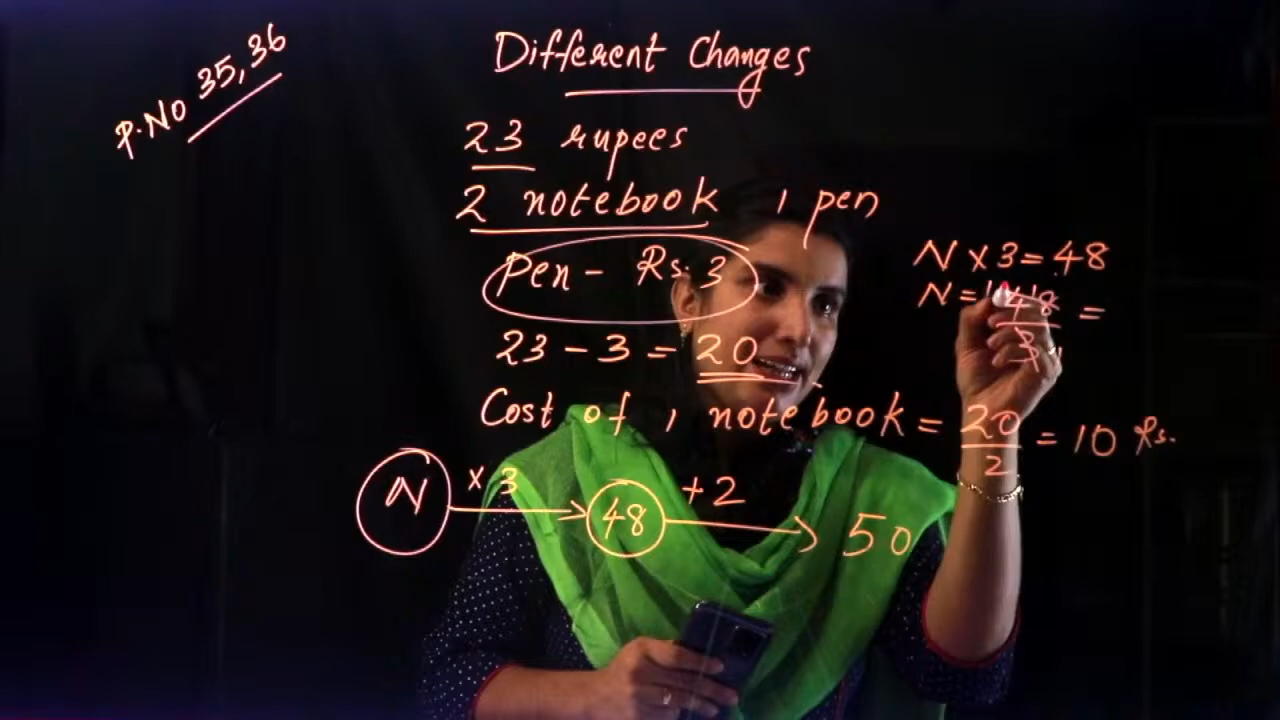 P.NO 35, 36
Different Changes
23 rupees
2 notebook 1 pen
pen - Rs. 3
23 - 3 = 20
N x 3 = 48
N = 48/3 =
Cost of 1 notebook = 20/2 = 10 Rs.
N x 3 → 48 + 2 → 50